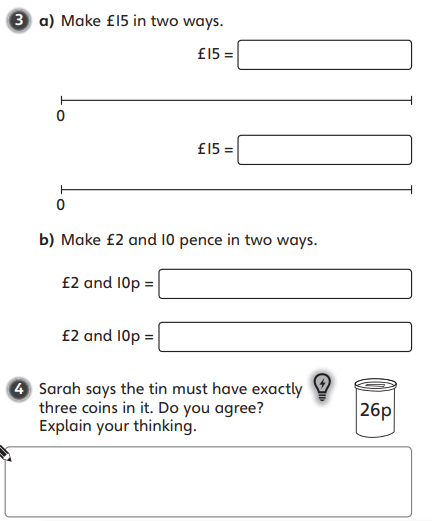 3 a) Make £15 in two ways.
£15 =
0
£15 =
0
b) Make £2 and 10 pence in two ways.
£2 and 10p =
£2 and 10p =
4 Sarah says the tin must have exactly
three coins in it. Do you agree?
Explain your thinking.
26p